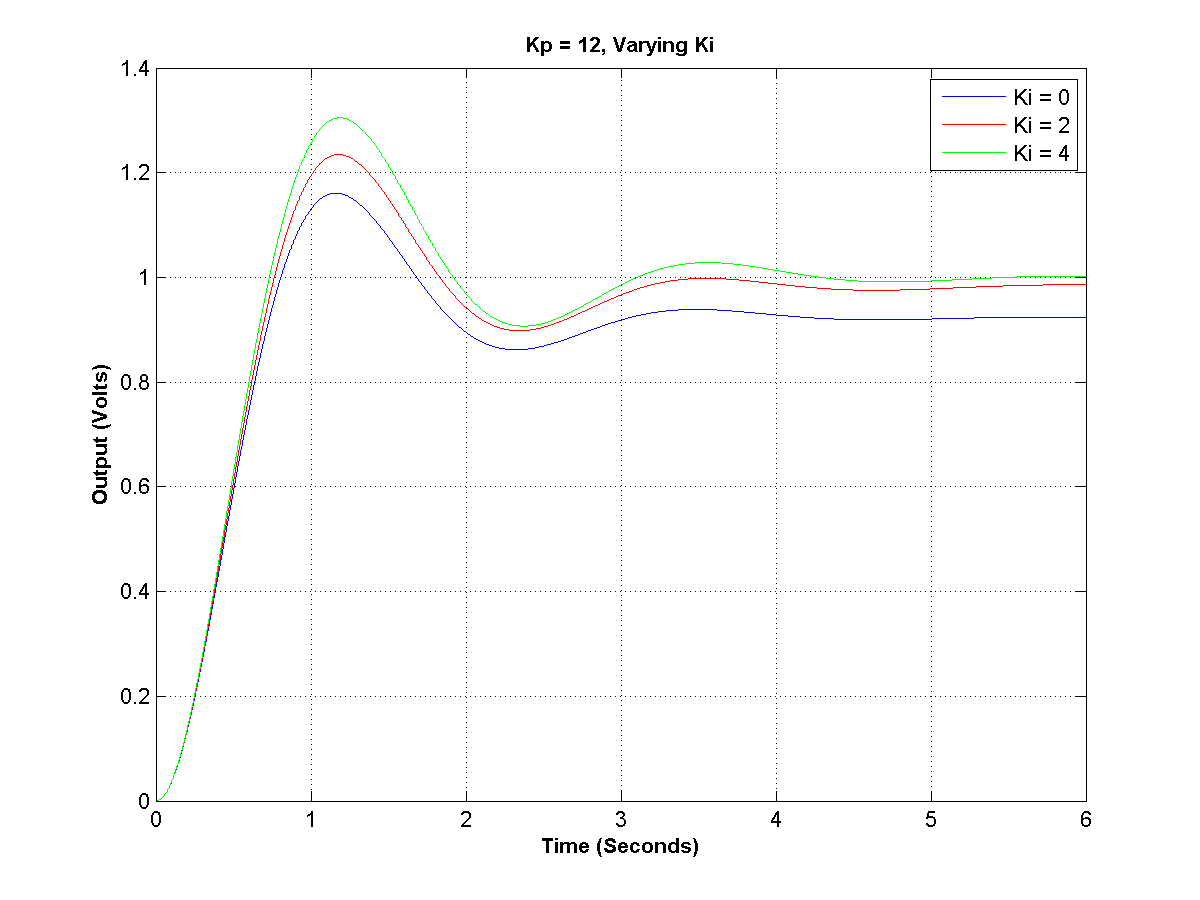 Kp = 12, Varying Ki
1.4
1.2
1
0.8
0.6
0.4
0.2
0
Output (Volts)
Ki = 0
Ki = 2
Ki = 4
0 1 2 3 4 5 6
Time (Seconds)